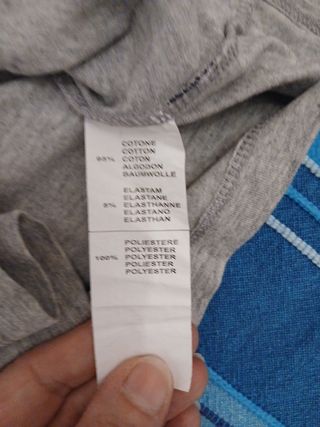 COTONE
COTTON
95% COTON
ALGODON
BAUMWOLLE
ELASTAM
ELASTANE
5% ELASTHANNE
ELASTANO
ELASTHAN
POLIESTERE
POLYESTER
100% POLYESTER
POLIESTER
POLYESTER